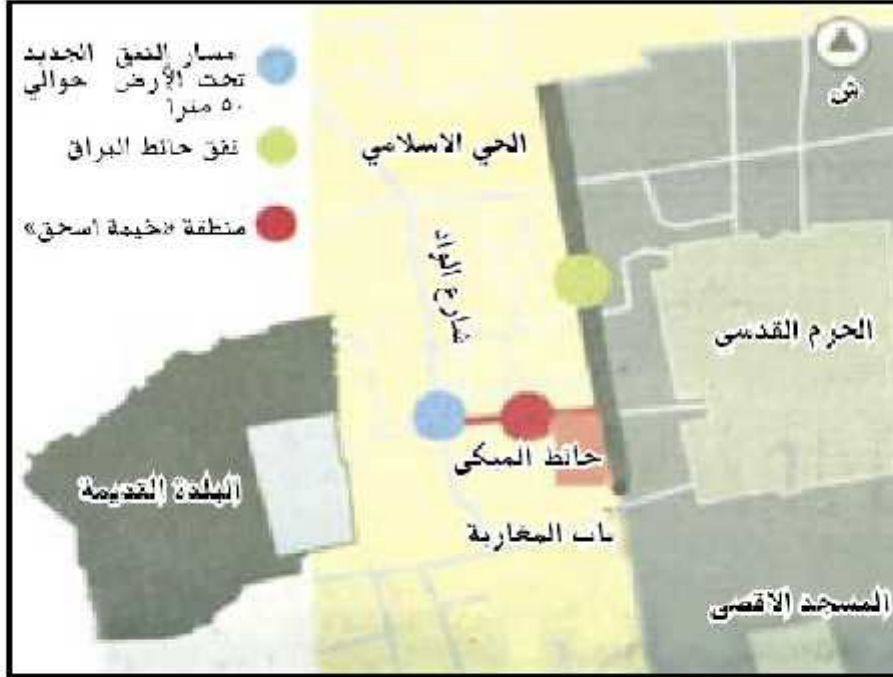 مسار النفق الجديد
تحت الأرض حوالي
٥٠ مترا
نفق حائط البراق
منطقة «خيمة اسحق»
ش
الحي الاسلامي
شارع الواد
الحرم القدسي
حائط المبكى
البلدة القديمة
باب المغاربة
المسجد الاقصى